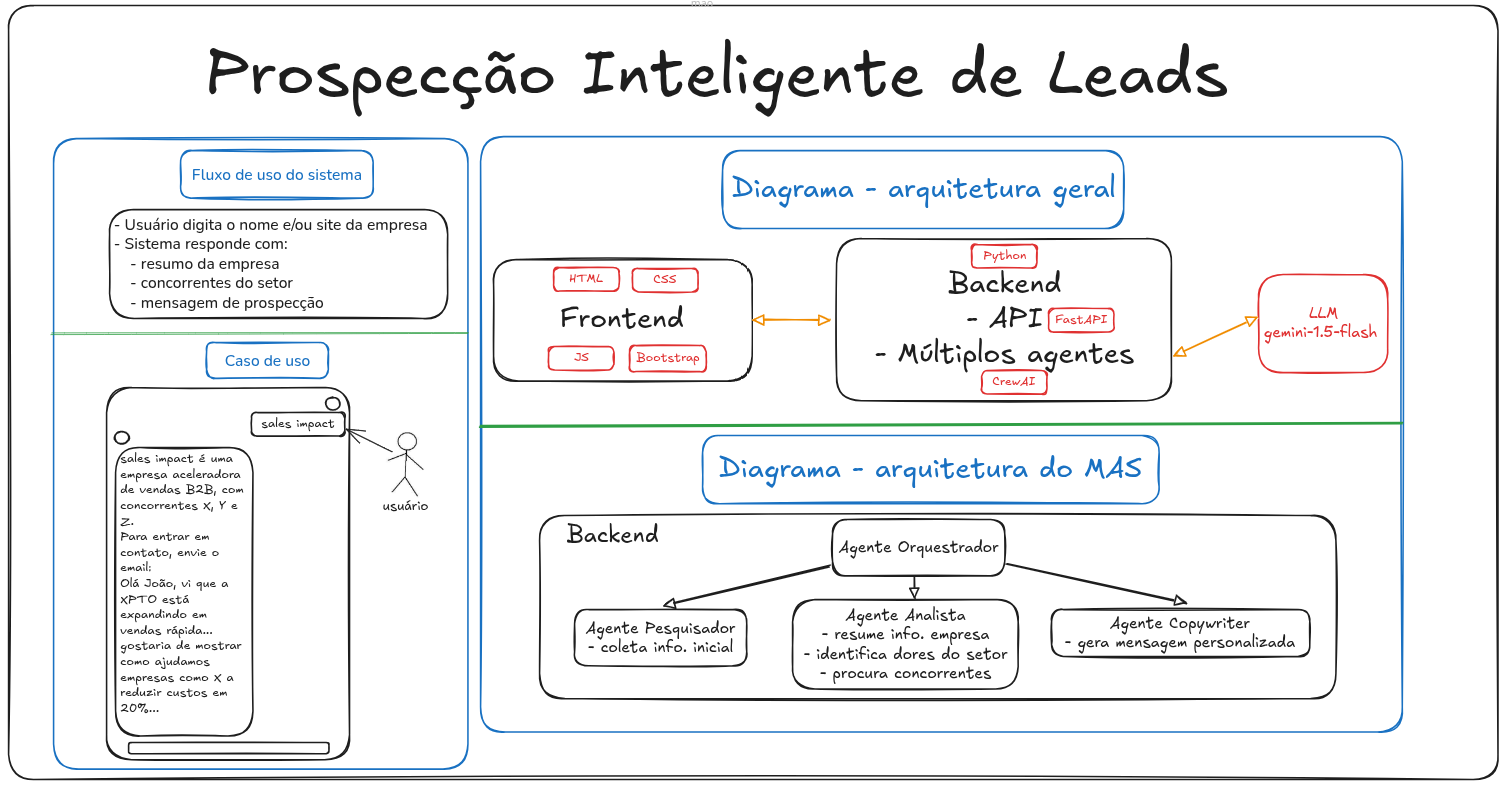 Prospecção Inteligente de Leads
Fluxo de uso do sistema
- Usuário digita o nome e/ou site da empresa
- Sistema responde com:
- resumo da empresa
- concorrentes do setor
- mensagem de prospecção
Caso de uso
sales impact
usuário
sales impact é uma
empresa aceleradora
de vendas B2B, com
concorrentes X, Y e
Z.
Para entrar em
contato, envie o
email:
Olá João, vi que a
XPTO está
expandindo em
vendas rápida...
gostaria de mostrar
como ajudamos
empresas como X a
reduzir custos em
20%...
Diagrama - arquitetura geral
HTML
CSS
Frontend
JS
Bootstrap
Python
Backend
- API
FastAPI
- Múltiplos agentes
CrewAI
LLM
gemini-1.5-flash
Diagrama - arquitetura do MAS
Backend
Agente Orquestrador
Agente Pesquisador
- coleta info. inicial
Agente Analista
- resume info. empresa
- identifica dores do setor
- procura concorrentes
Agente Copywriter
- gera mensagem personalizada